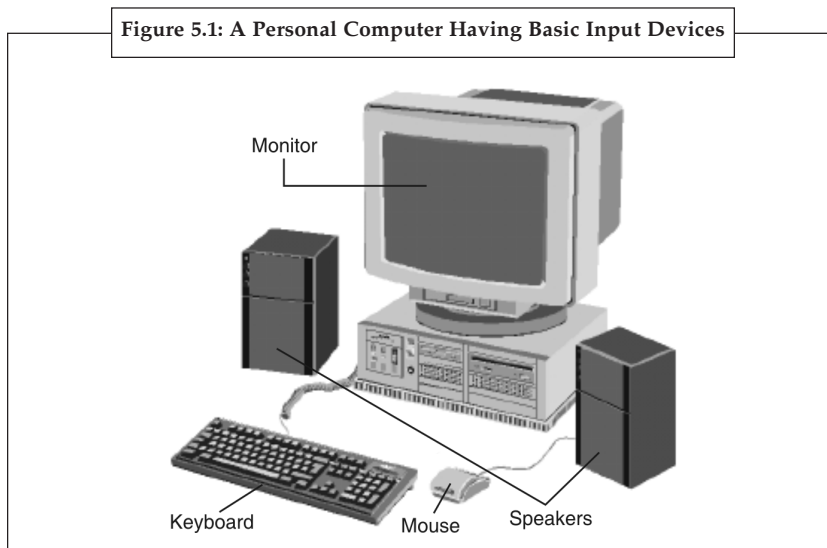 Figure 5.1: A Personal Computer Having Basic Input Devices
Monitor
Keyboard
Mouse
Speakers